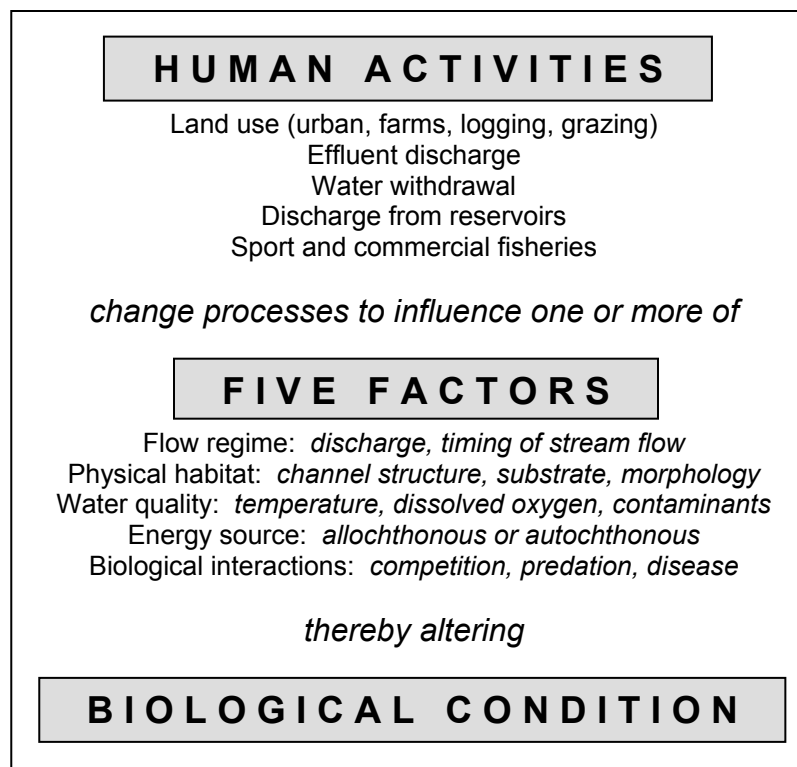 HUMAN ACTIVITIES
Land use (urban, farms, logging, grazing)
Effluent discharge
Water withdrawal
Discharge from reservoirs
Sport and commercial fisheries
change processes to influence one or more of
FIVE FACTORS
Flow regime: discharge, timing of stream flow
Physical habitat: channel structure, substrate, morphology
Water quality: temperature, dissolved oxygen, contaminants
Energy source: allochthonous or autochthonous
Biological interactions: competition, predation, disease
thereby altering
BIOLOGICAL CONDITION